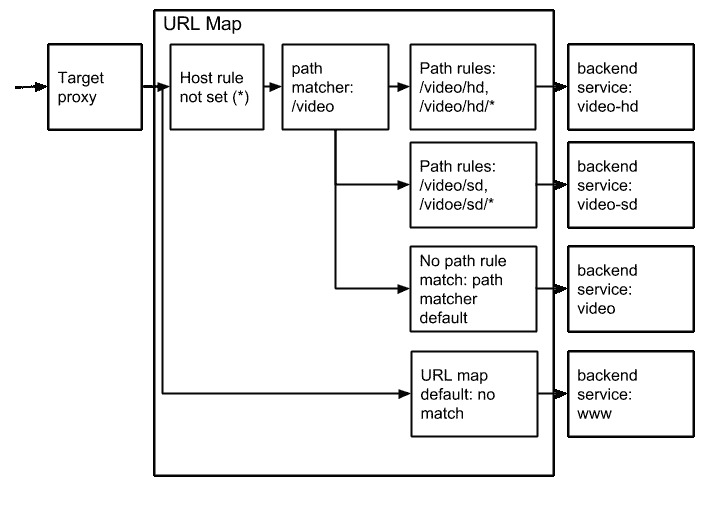 URL Map
Target
proxy
Host rule
not set (*)
path
matcher:
/video
Path rules:
/video/hd,
/video/hd/*
backend
service:
video-hd
Path rules:
/video/sd,
/vidoe/sd/*
backend
service:
video-sd
No path rule
match: path
matcher
default
backend
service:
video
URL map
default: no
match
backend
service:
www